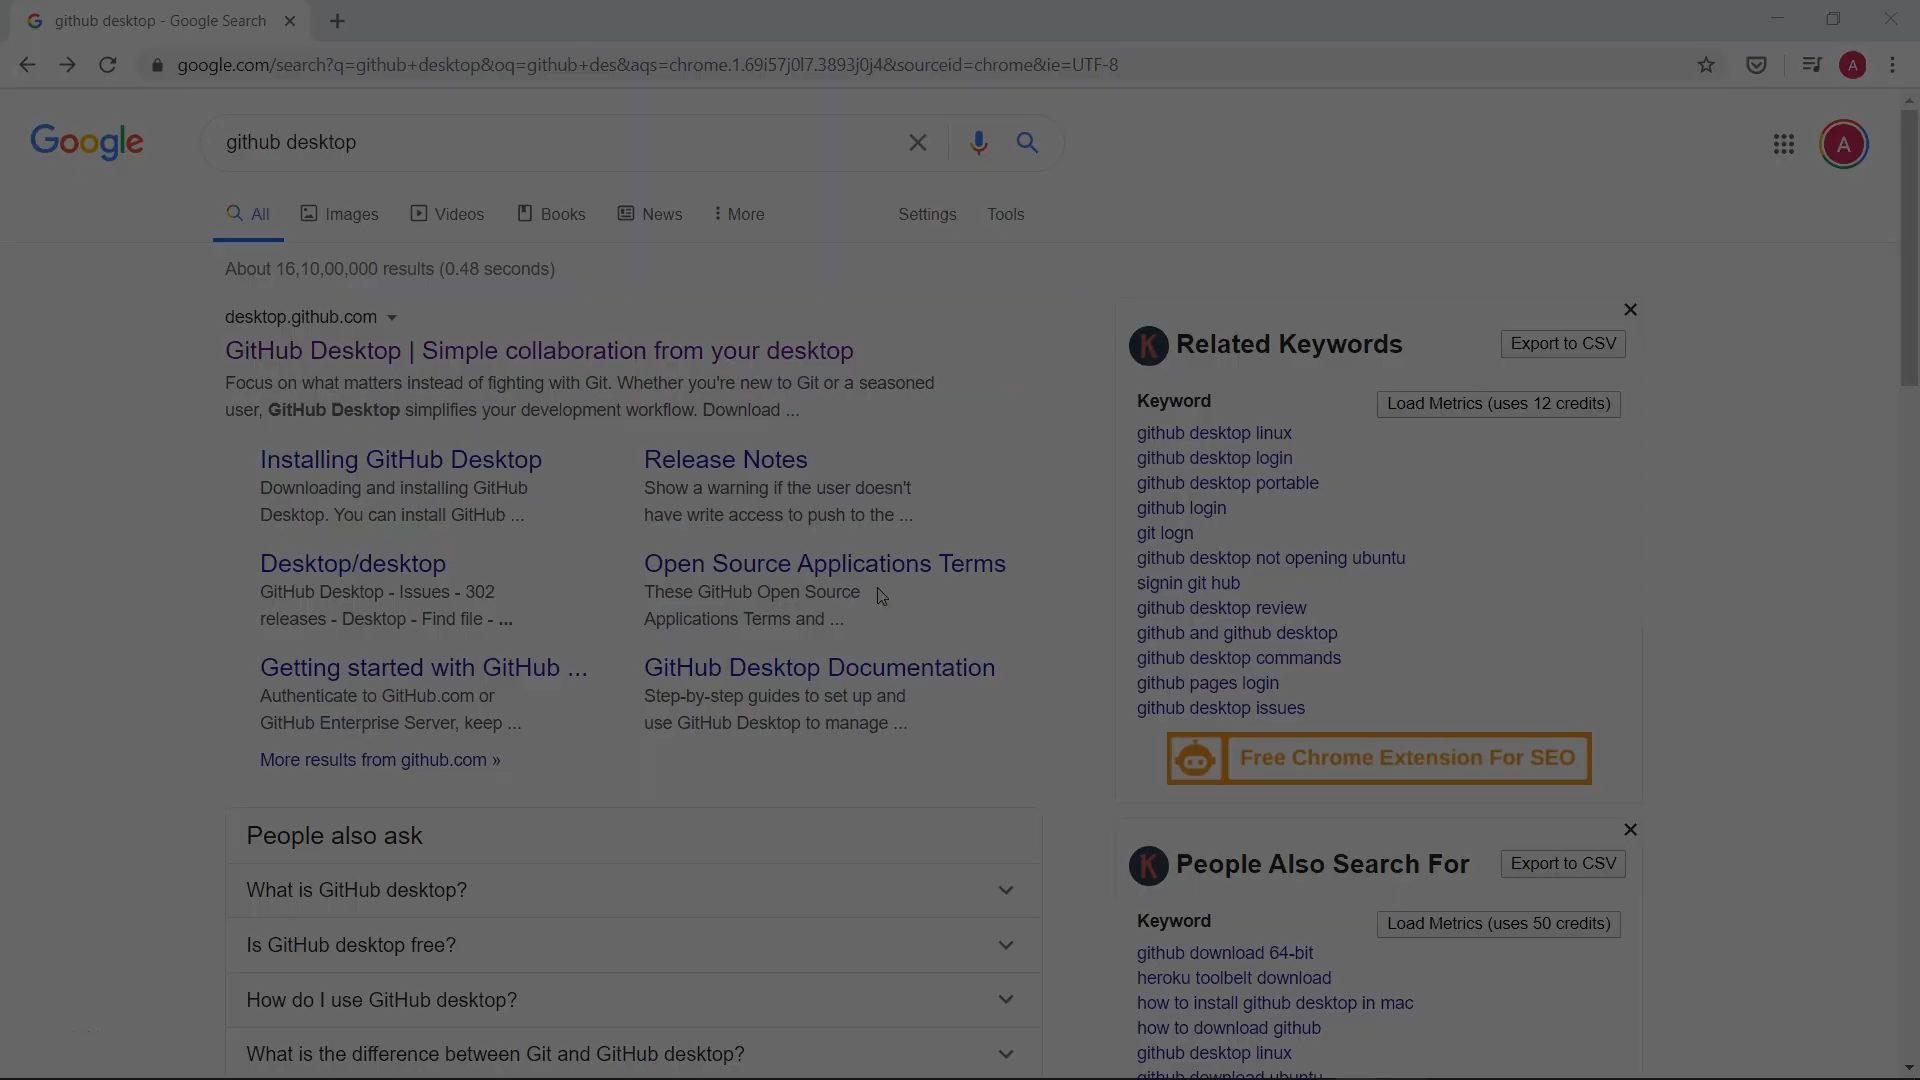 github desktop - Google Search
google.com/search?q=github+desktop&oq=github+des&aqs=chrome.1.69i57j0l7.3893j0j4&sourceid=chrome&ie=UTF-8
A
Google
github desktop
A
All
Images
Videos
Books
News
More
Settings
Tools
About 16,10,00,000 results (0.48 seconds)
desktop.github.com
GitHub Desktop | Simple collaboration from your desktop
Focus on what matters instead of fighting with Git. Whether you're new to Git or a seasoned
user, GitHub Desktop simplifies your development workflow. Download ...
Installing GitHub Desktop
Downloading and installing GitHub
Desktop. You can install GitHub ...
Release Notes
Show a warning if the user doesn't
have write access to push to the ...
Desktop/desktop
GitHub Desktop - Issues - 302
releases - Desktop - Find file - ...
Open Source Applications Terms
These GitHub Open Source
Applications Terms and ...
Getting started with GitHub ...
Authenticate to GitHub.com or
GitHub Enterprise Server, keep ...
GitHub Desktop Documentation
Step-by-step guides to set up and
use GitHub Desktop to manage ...
More results from github.com »
People also ask
What is GitHub desktop?
Is GitHub desktop free?
How do I use GitHub desktop?
What is the difference between Git and GitHub desktop?
K
Related Keywords
Export to CSV
Keyword
Load Metrics (uses 12 credits)
github desktop linux
github desktop login
github desktop portable
github login
git logn
github desktop not opening ubuntu
signin git hub
github desktop review
github and github desktop
github desktop commands
github pages login
github desktop issues
Free Chrome Extension For SEO
K
People Also Search For
Export to CSV
Keyword
Load Metrics (uses 50 credits)
github download 64-bit
heroku toolbelt download
how to install github desktop in mac
how to download github
github desktop linux
github download ubuntu